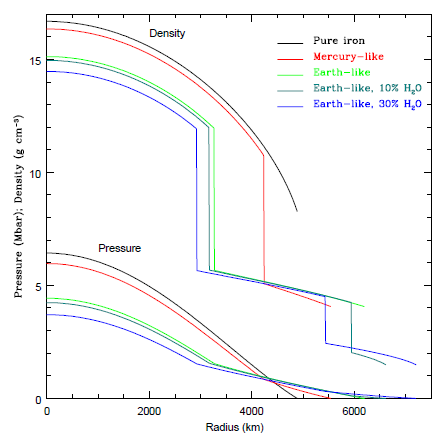 Density
Pure iron
Mercury-like
Earth-like
Earth-like, 10% H₂O
Earth-like, 30% H₂O
Pressure
Pressure (Mbar); Density (g cm⁻³)
15
10
5
0
0 2000 4000 6000
Radius (km)